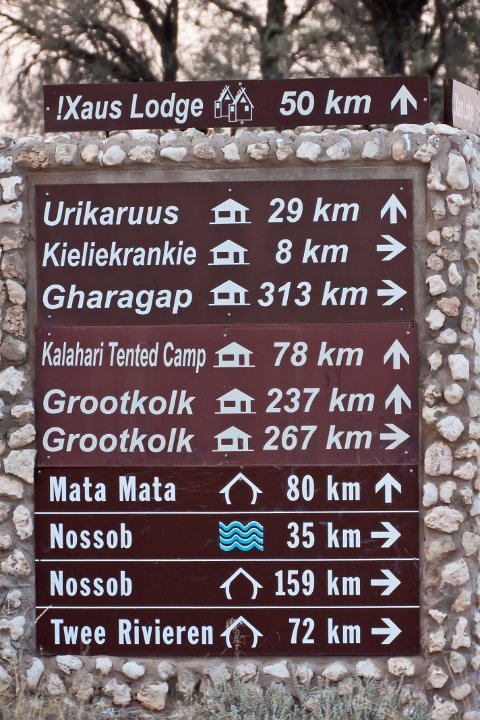 !Xaus Lodge 50 km ↑
Urikaruus 29 km ↑
Kieliekrankie 8 km →
Gharagap 313 km →
Kalahari Tented Camp 78 km ↑
Grootkolk 237 km ↑
Grootkolk 267 km →
Mata Mata 80 km ↑
Nossob 35 km →
Nossob 159 km →
Twee Rivieren 72 km →